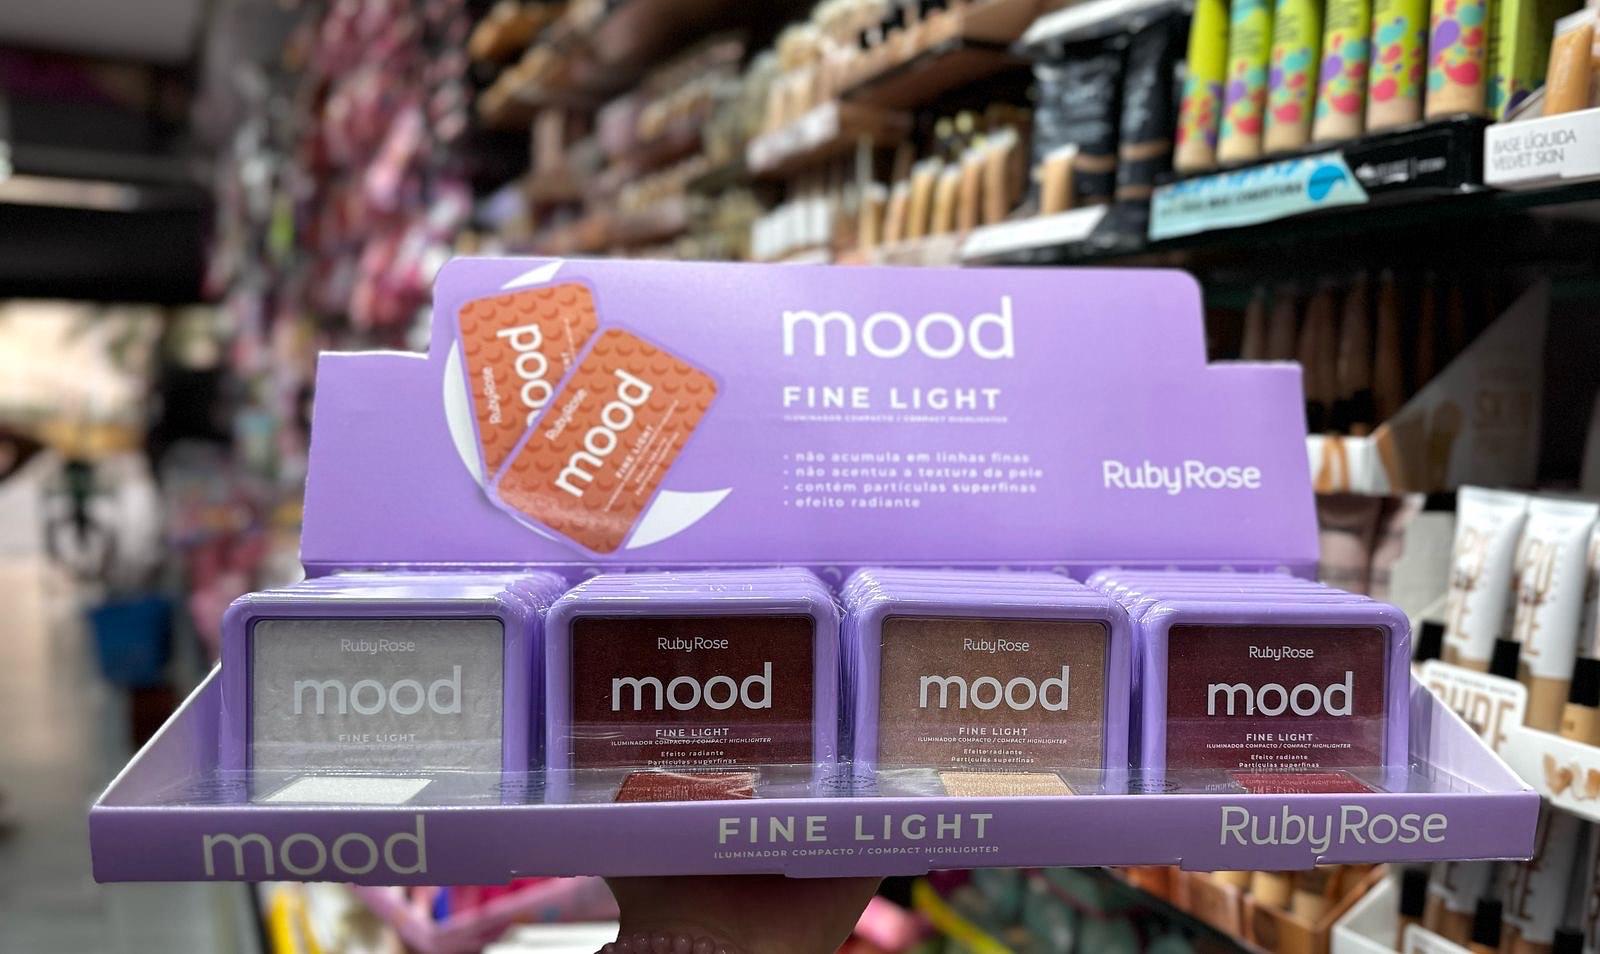 BASE LÍQUIDA
VELVET SKIN
mood
FINE LIGHT
ILUMINADOR COMPACTO / COMPACT HIGHLIGHTER
• não acumula em linhas finas
• não acentua a textura da pele
• contém partículas superfinas
• efeito radiante
RubyRose
RubyRose
mood
RubyRose
mood
FINE LIGHT
RubyRose
mood
FINE LIGHT
RubyRose
mood
FINE LIGHT
ILUMINADOR COMPACTO / COMPACT HIGHLIGHTER
Efeito radiante
Partículas superfinas
RubyRose
mood
FINE LIGHT
ILUMINADOR COMPACTO / COMPACT HIGHLIGHTER
Efeito radiante
Partículas superfinas
RubyRose
mood
FINE LIGHT
ILUMINADOR COMPACTO / COMPACT HIGHLIGHTER
Efeito radiante
Partículas superfinas
mood
FINE LIGHT
ILUMINADOR COMPACTO / COMPACT HIGHLIGHTER
RubyRose